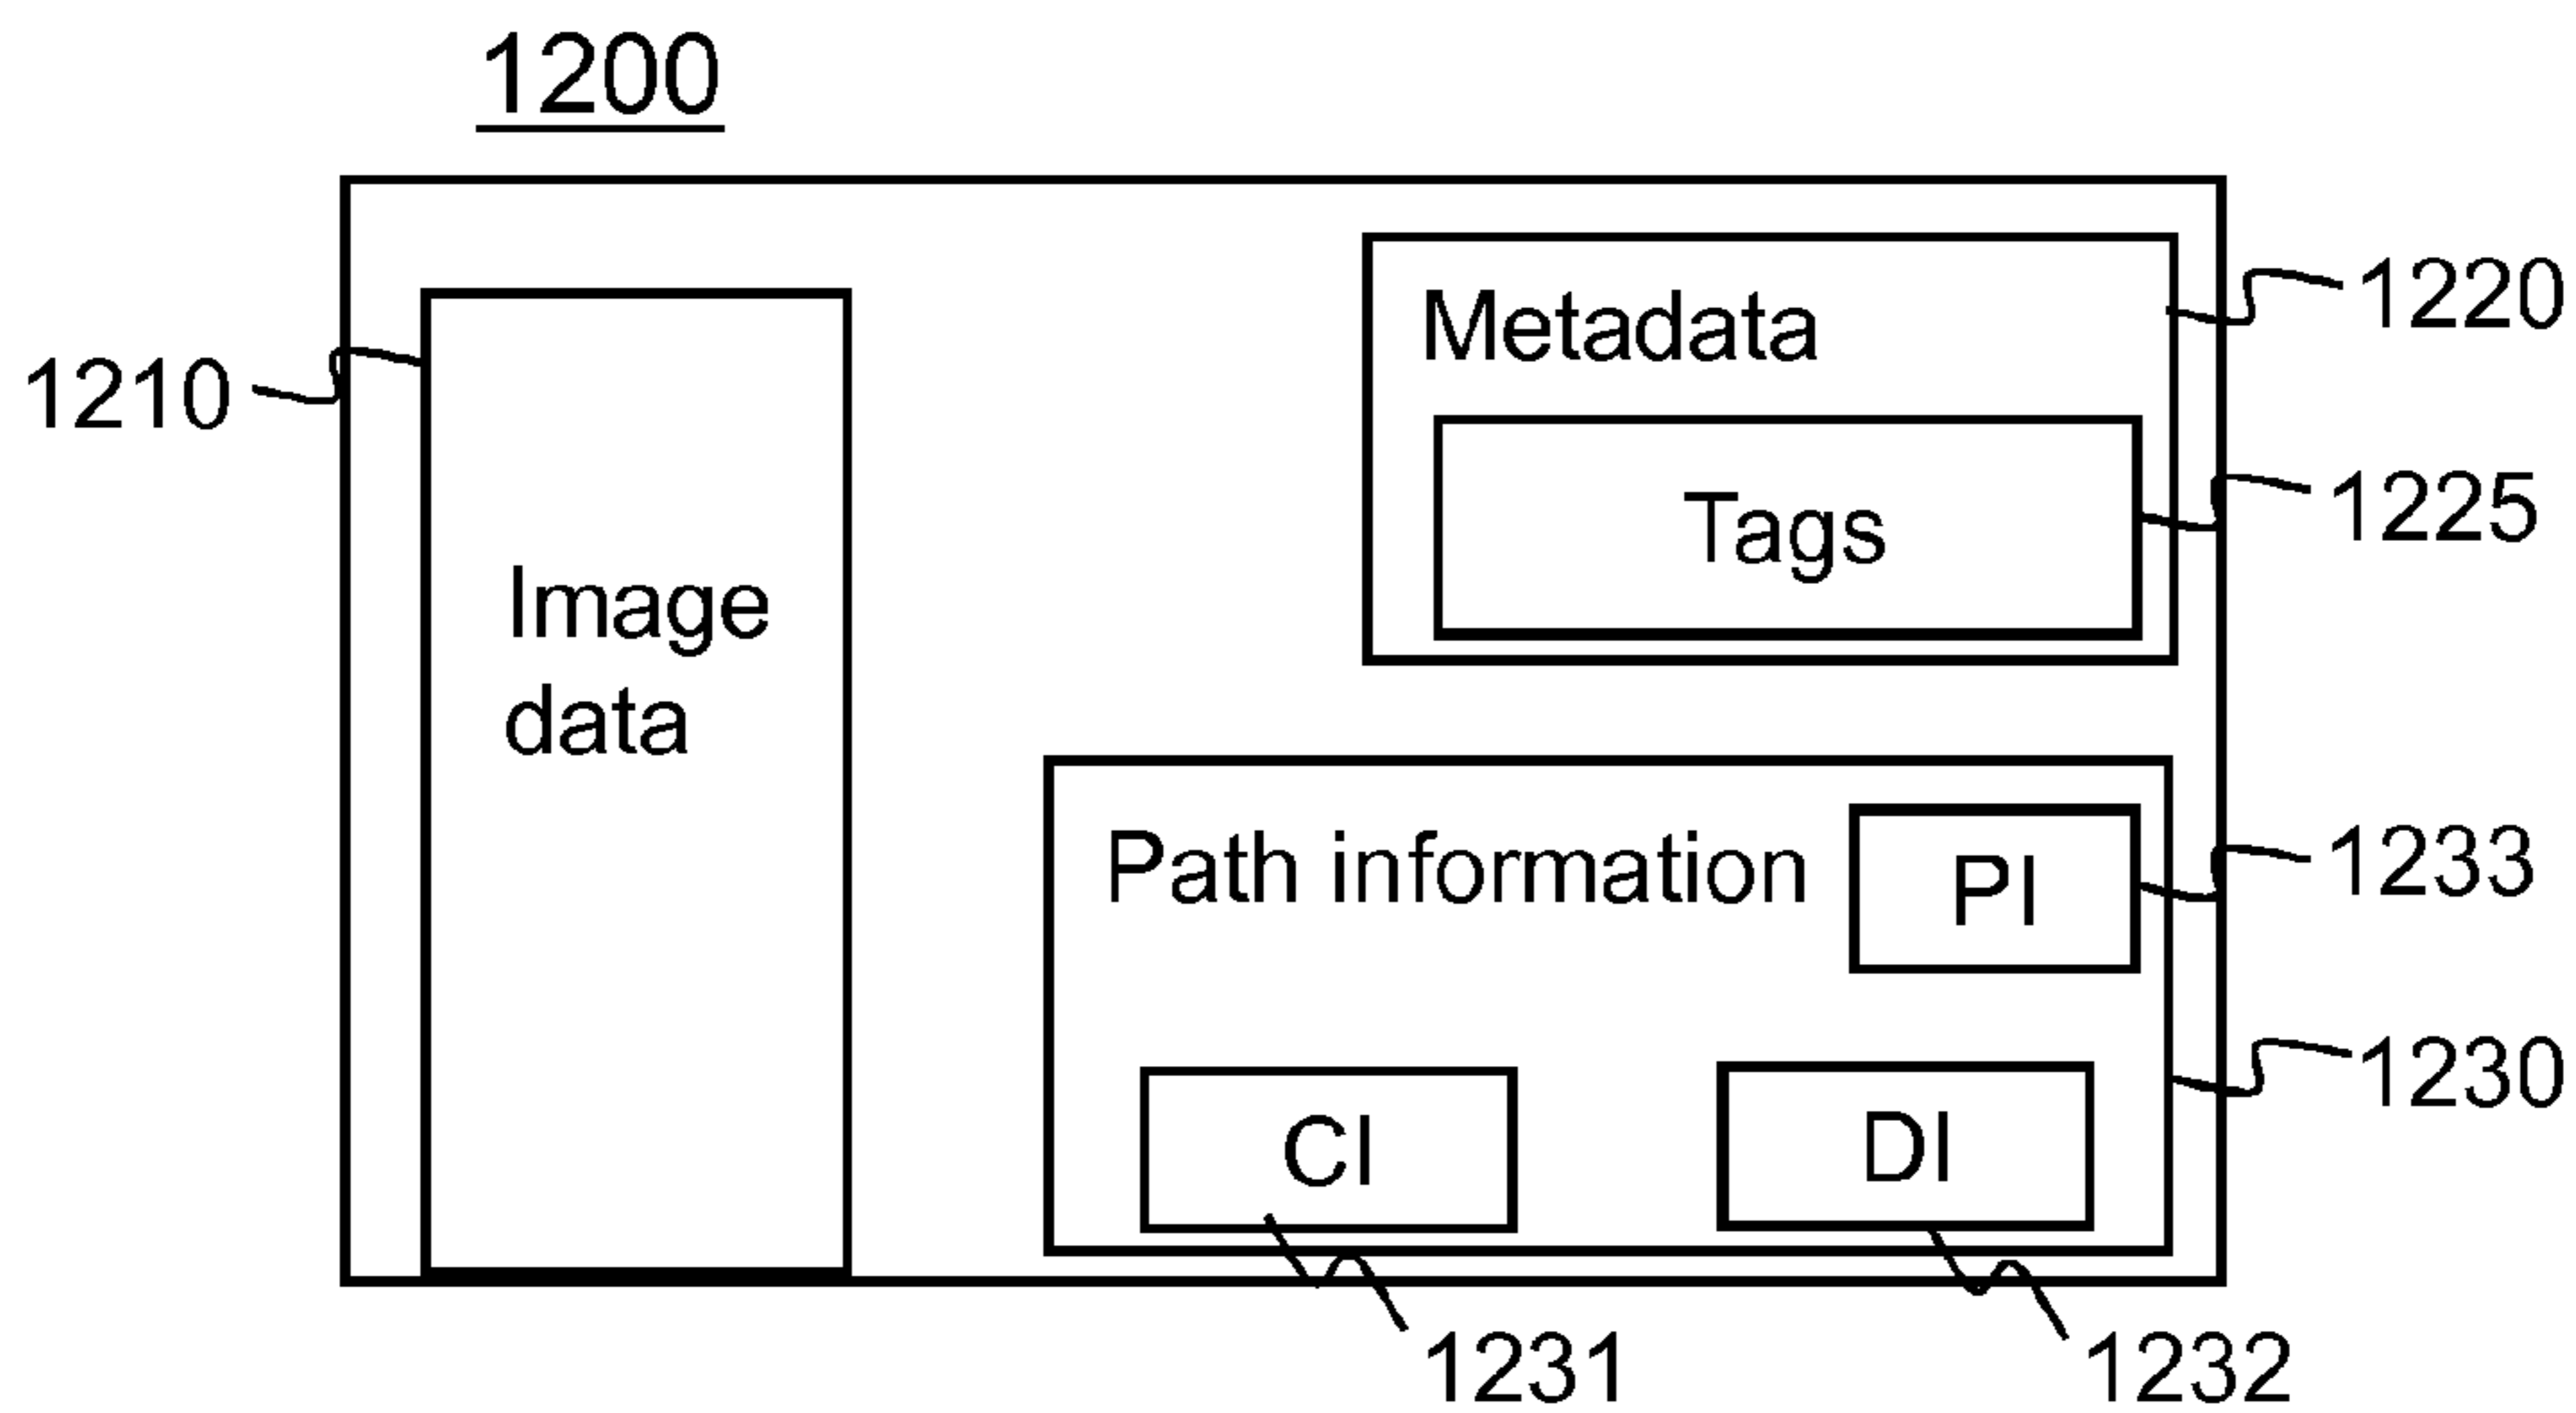 1200
1210
Image
data
Metadata
1220
Tags
1225
Path information
PI
1233
1230
CI
DI
1231
1232